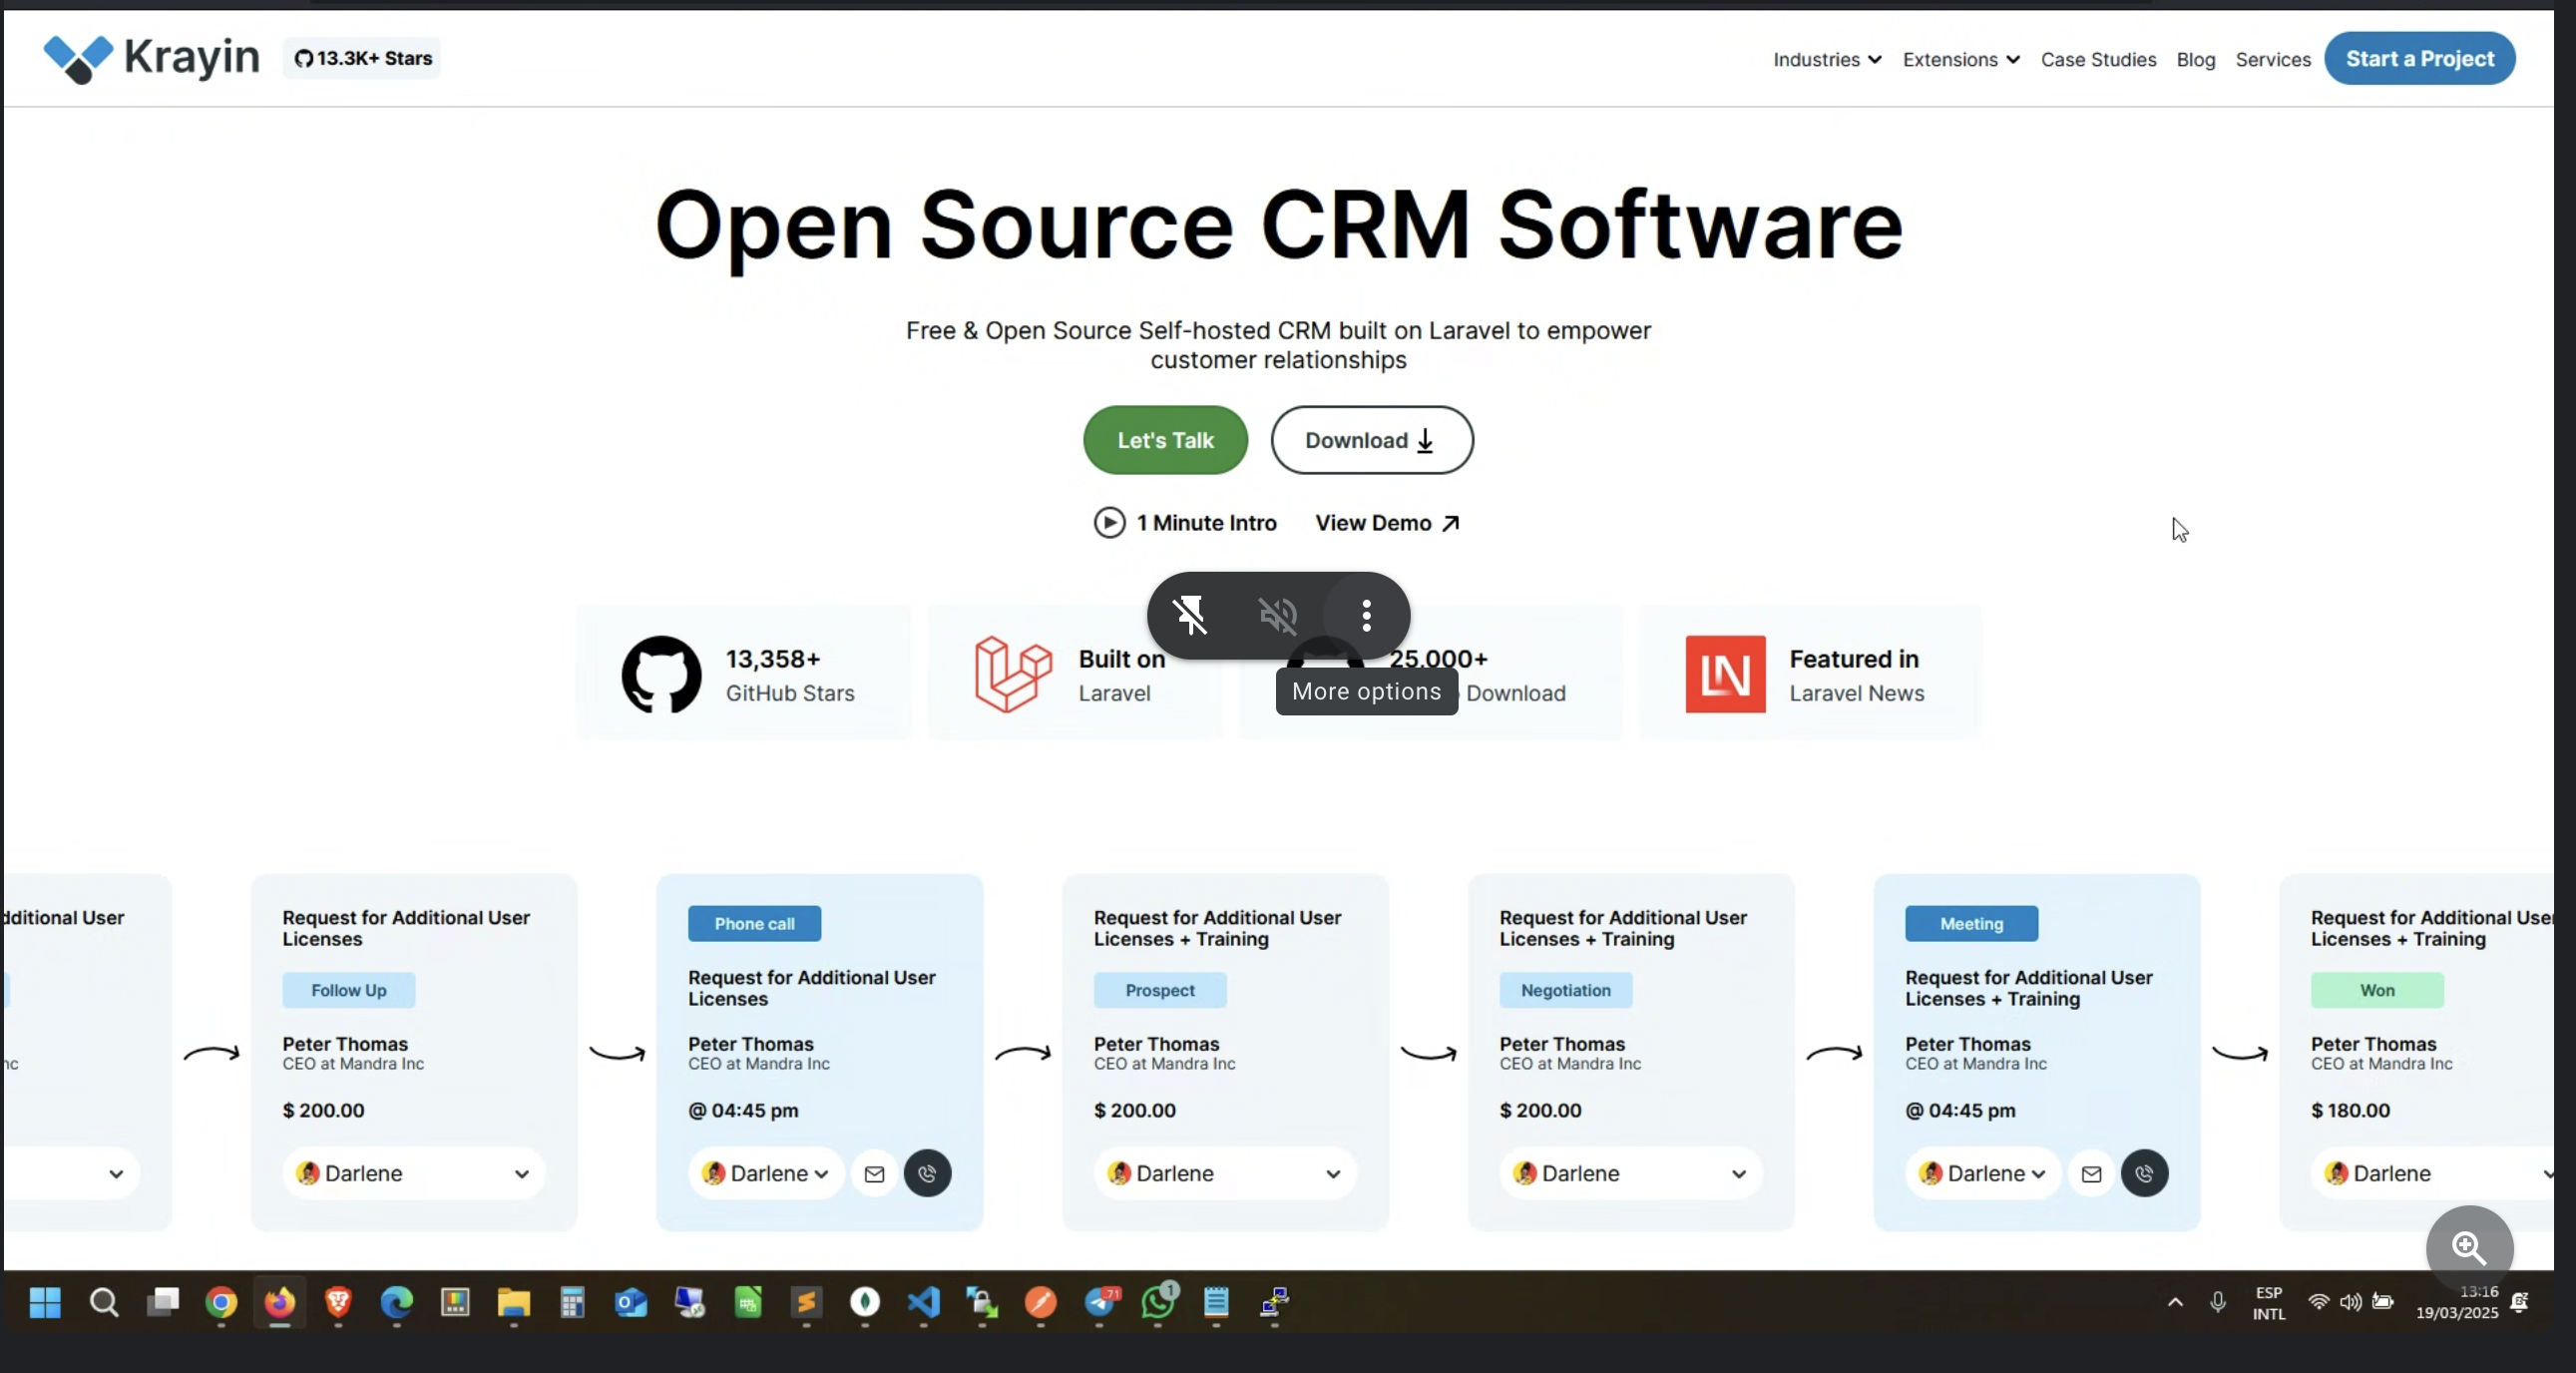 Krayin
13.3K+ Stars
Industries
Extensions
Case Studies
Blog
Services
Start a Project
Open Source CRM Software
Free & Open Source Self-hosted CRM built on Laravel to empower
customer relationships
Let's Talk
Download
1 Minute Intro
View Demo
13,358+
GitHub Stars
Built on
Laravel
25,000+
Download
More options
LN
Featured in
Laravel News
dditional User
nc
Request for Additional User
Licenses
Follow Up
Peter Thomas
CEO at Mandra Inc
$ 200.00
Darlene
Phone call
Request for Additional User
Licenses
Peter Thomas
CEO at Mandra Inc
@ 04:45 pm
Darlene
Request for Additional User
Licenses + Training
Prospect
Peter Thomas
CEO at Mandra Inc
$ 200.00
Darlene
Request for Additional User
Licenses + Training
Negotiation
Peter Thomas
CEO at Mandra Inc
$ 200.00
Darlene
Meeting
Request for Additional User
Licenses + Training
Peter Thomas
CEO at Mandra Inc
@ 04:45 pm
Darlene
Request for Additional User
Licenses + Training
Won
Peter Thomas
CEO at Mandra Inc
$ 180.00
Darlene
71
1
ESP
INTL
13:16
19/03/2025